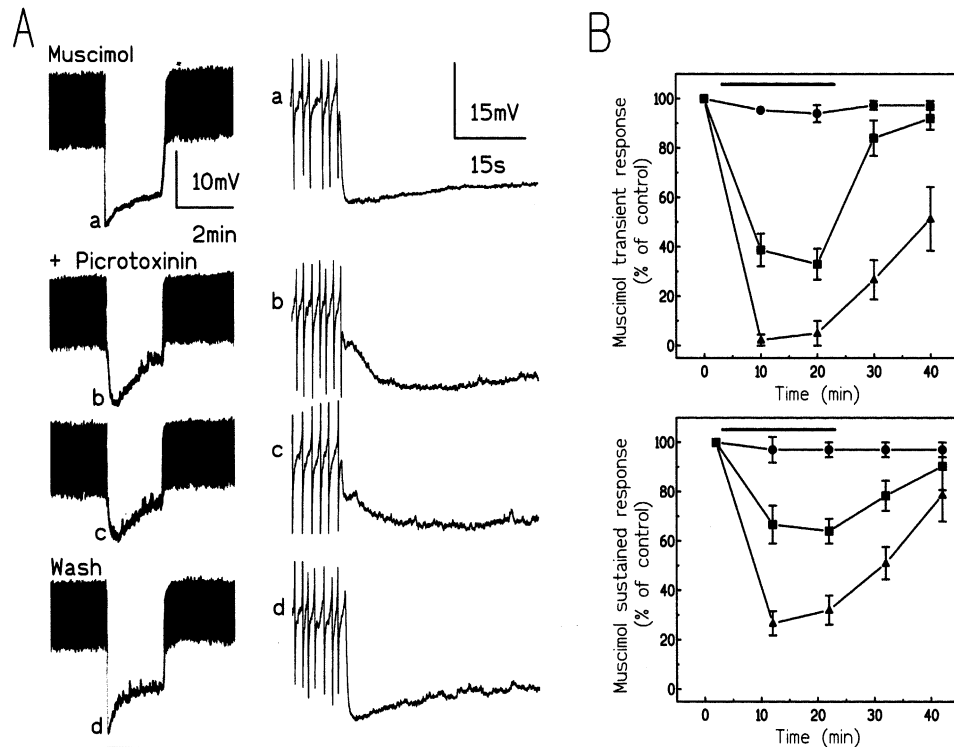 A
Muscimol
a
10mV
2min
a
15mV
15s
+ Picrotoxinin
b
b
c
c
Wash
d
d
B
Muscimol transient response
(% of control)
100
80
60
40
20
0
0 10 20 30 40
Time (min)
Muscimol sustained response
(% of control)
100
80
60
40
20
0
0 10 20 30 40
Time (min)